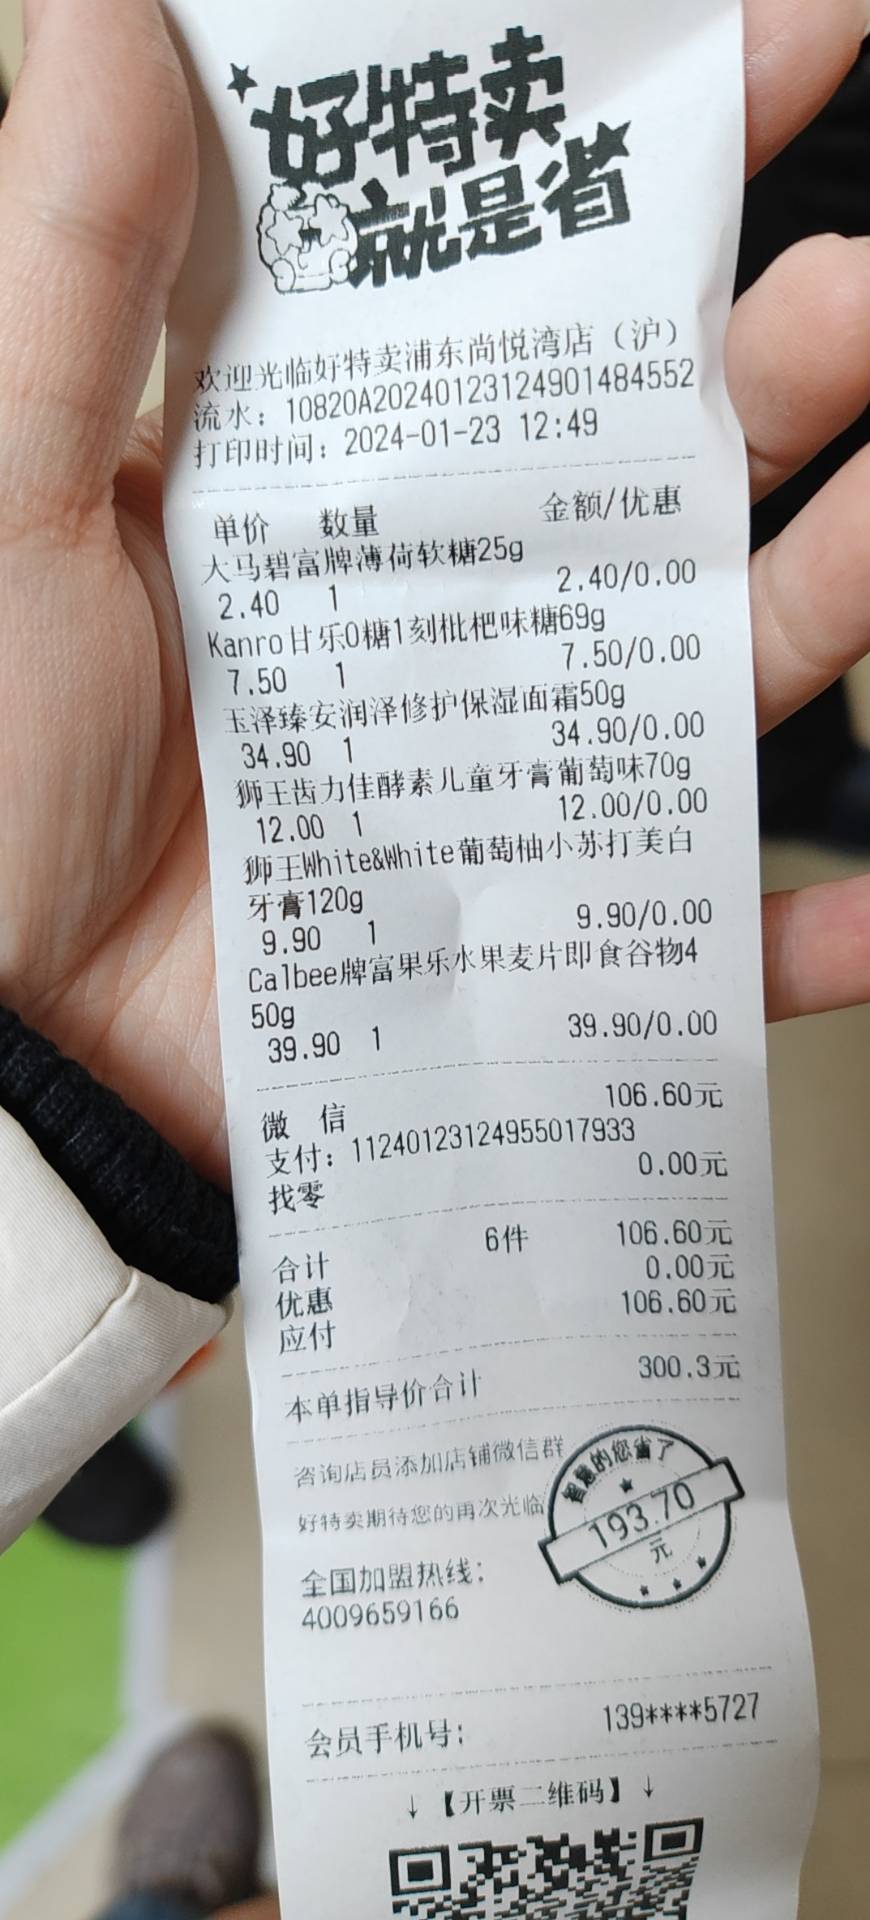 好特卖
就是省
欢迎光临好特卖浦东尚悦湾店（沪）
流水：10820A20240123124901484552
打印时间：2024-01-23 12:49
单价 数量 金额/优惠
大马碧富牌薄荷软糖25g
2.40 1 2.40/0.00
Kanro甘乐0糖1刻枇杷味糖69g
7.50 1 7.50/0.00
玉泽臻安润泽修护保湿面霜50g
34.90 1 34.90/0.00
狮王齿力佳酵素儿童牙膏葡萄味70g
12.00 1 12.00/0.00
狮王White&White葡萄柚小苏打美白
牙膏120g
9.90 1 9.90/0.00
Calbee牌富果乐水果麦片即食谷物4
50g
39.90 1 39.90/0.00
微 信 106.60元
支付：11240123124955017933
找零 0.00元
合计 6件 106.60元
优惠 0.00元
应付 106.60元
本单指导价合计 300.3元
咨询店员添加店铺微信群
好特卖期待您的再次光临
智慧的您省了
193.70
元
全国加盟热线：
4009659166
会员手机号： 139****5727
↓【开票二维码】↓